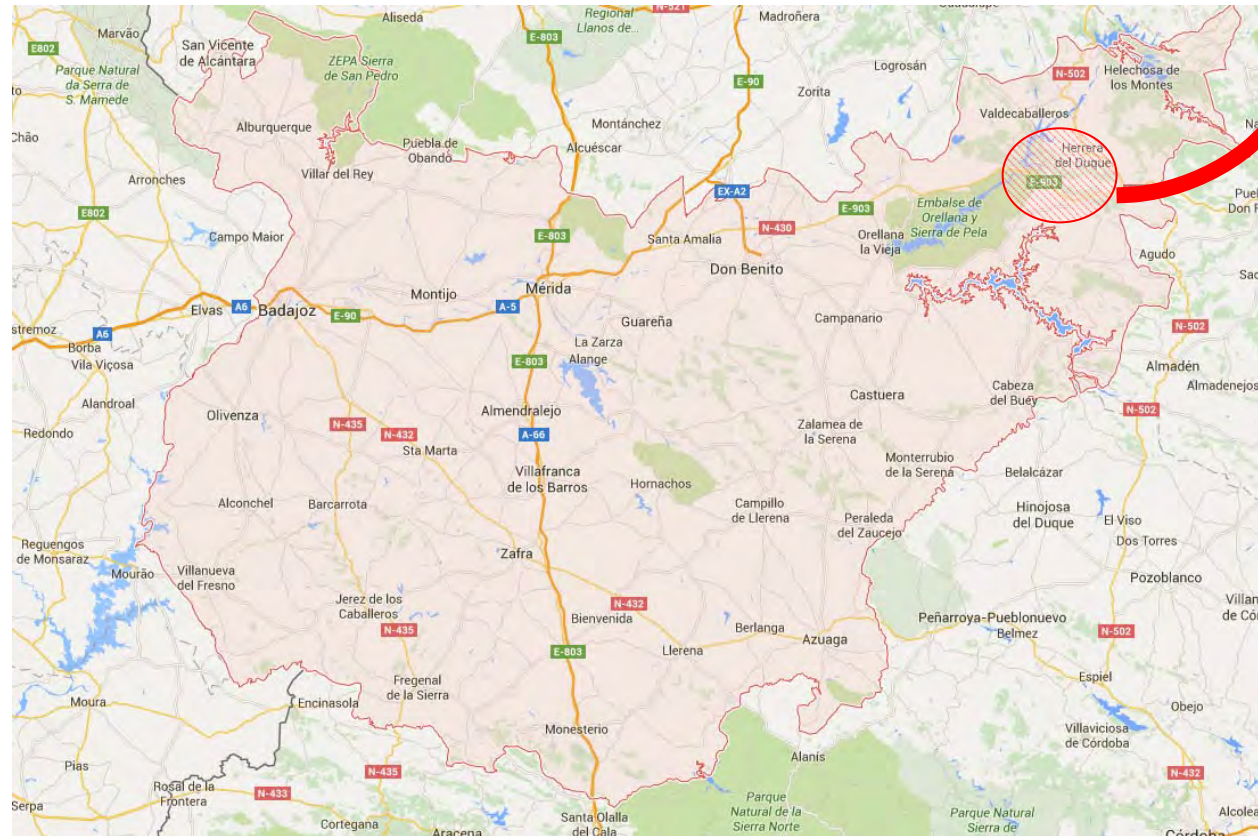 Aliseda
Regional
Llanos de...
N-521
Madroñera
Marvão
E802
San Vicente
de Alcántara
E-803
ZEPA Sierra
de San Pedro
E-90
Logrosán
N-502
Helechosa de
los Montes
Parque Natural
da Serra de
S. Mamede
Zorita
Valdecaballeros
Alburquerque
Montánchez
Chão
Puebla de
Obando
Alcuéscar
Herrera
del Duque
Villar del Rey
Arronches
EX-A2
E-903
E802
E-903
Embalse de
Orellana y
Sierra de Pela
Campo Maior
E-803
Santa Amalia
N-430
Orellana
la Vieja
Don Benito
Agudo
Elvas
A6
Badajoz
E-90
Montijo
A-5
Mérida
Guareña
Campanario
N-502
A6
Borba
Vila Viçosa
La Zarza
Alange
E-803
Almadén
Almadenejos
Alandroal
Olivenza
Almendralejo
Castuera
Cabeza
del Buey
N-502
Redondo
N-435
N-432
A-66
Sta Marta
Zalamea de
la Serena
Monterrubio
de la Serena
Belalcázar
Villafranca
de los Barros
Hornachos
Alconchel
Barcarrota
Campillo
de Llerena
Peraleda
del Zaucejo
Hinojosa
del Duque
El Viso
Dos Torres
Reguengos
de Monsaraz
Mourão
Villanueva
del Fresno
Zafra
Pozoblanco
Jerez de los
Caballeros
N-432
Bienvenida
N-435
Berlanga
Azuaga
Peñarroya-Pueblonuevo
Belmez
N-502
E-803
Llerena
Fregenal
de la Sierra
Espiel
Moura
Encinasola
Obejo
Monesterio
Villaviciosa
de Córdoba
Alanís
Pias
N-435
N-432
Rosal de la
Frontera
N-433
Serpa
Parque
Natural de la
Sierra Norte
Santa Olalla
del Cala
Cortegana
Aracena
Parque Natural
Sierra de
Alcolea
Córdoba